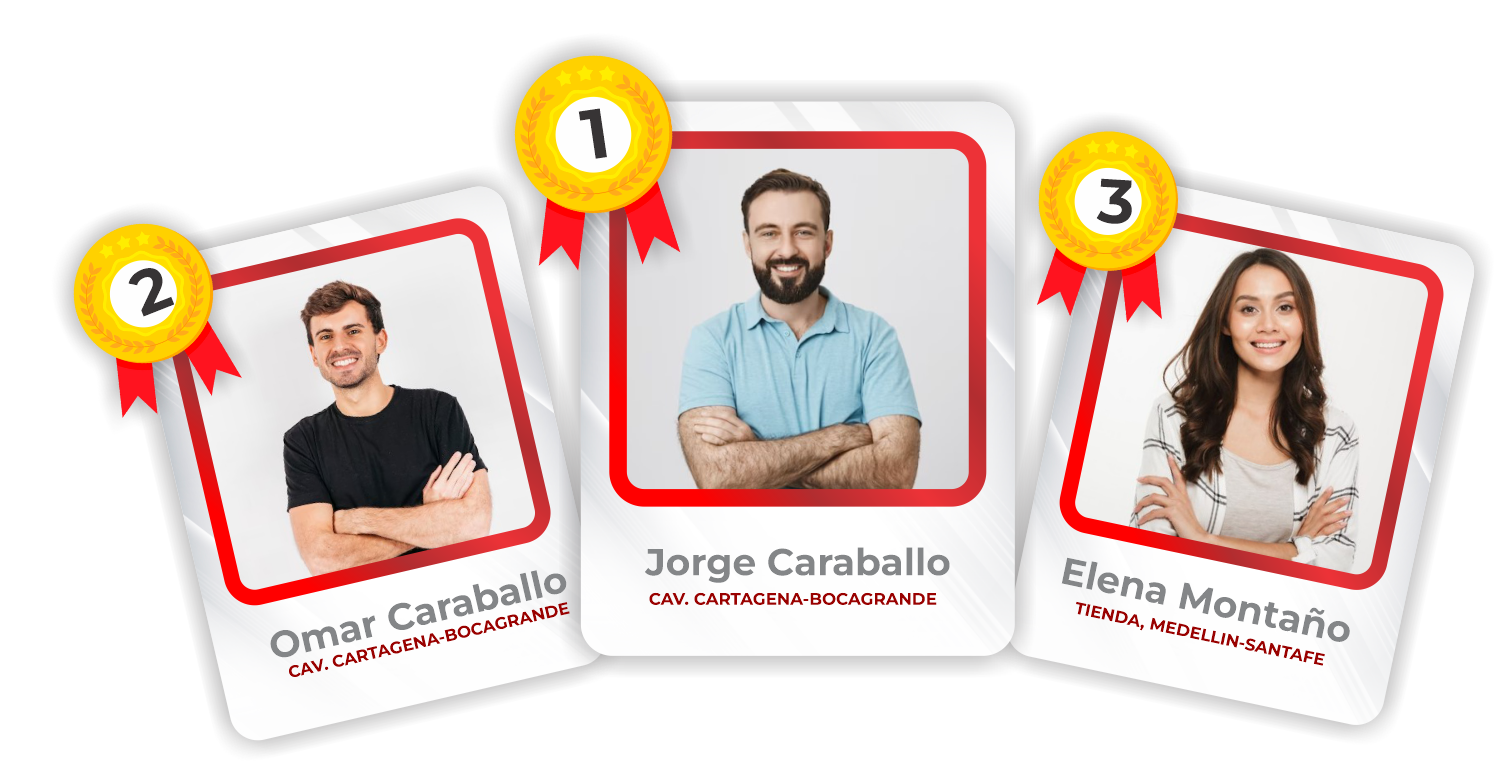 2
Omar Caraballo
CAV. CARTAGENA-BOCAGRANDE
1
Jorge Caraballo
CAV. CARTAGENA-BOCAGRANDE
3
Elena Montaño
TIENDA, MEDELLIN-SANTAFE